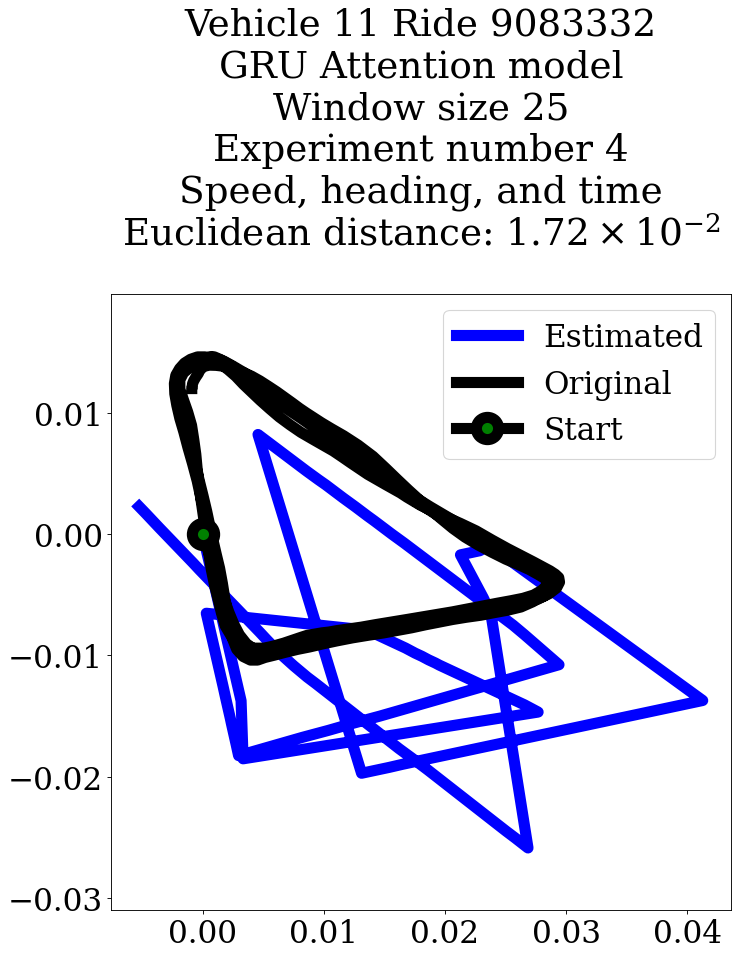 Vehicle 11 Ride 9083332
GRU Attention model
Window size 25
Experiment number 4
Speed, heading, and time
Euclidean distance: 1.72 × 10⁻²
Estimated
Original
Start
0.01
0.00
−0.01
−0.02
−0.03
0.00 0.01 0.02 0.03 0.04